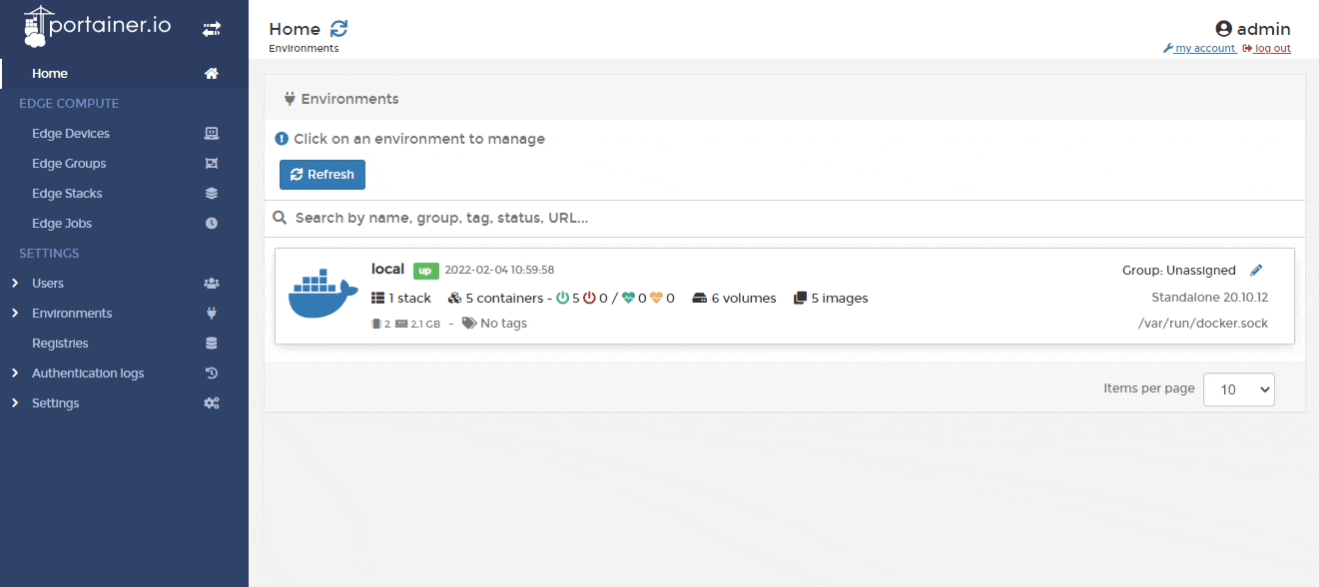 portainer.io
Home
EDGE COMPUTE
Edge Devices
Edge Groups
Edge Stacks
Edge Jobs
SETTINGS
Users
Environments
Registries
Authentication logs
Settings
Home
Environments
admin
my account log out
Environments
Click on an environment to manage
Refresh
Search by name, group, tag, status, URL...
local up 2022-02-04 10:59:58
1 stack 5 containers - 5 0 / 0 0 6 volumes 5 images
2 2.1 GB - No tags
Group: Unassigned
Standalone 20.10.12
/var/run/docker.sock
Items per page 10